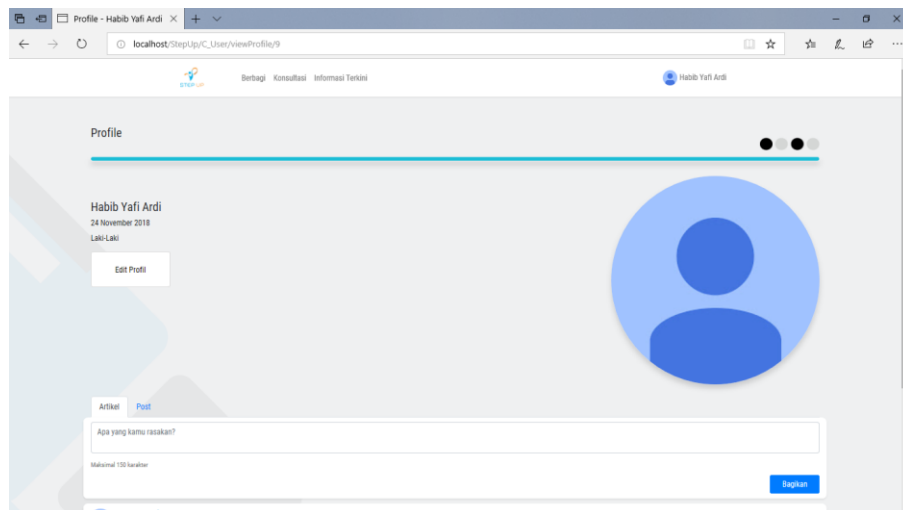 Profile - Habib Yafi Ardi
localhost/StepUp/C_User/viewProfile/9
STEP UP
Berbagi Konsultasi Informasi Terkini
Habib Yafi Ardi
Profile
Habib Yafi Ardi
24 November 2018
Laki-Laki
Edit Profil
Artikel Post
Apa yang kamu rasakan?
Maksimal 150 karakter
Bagikan